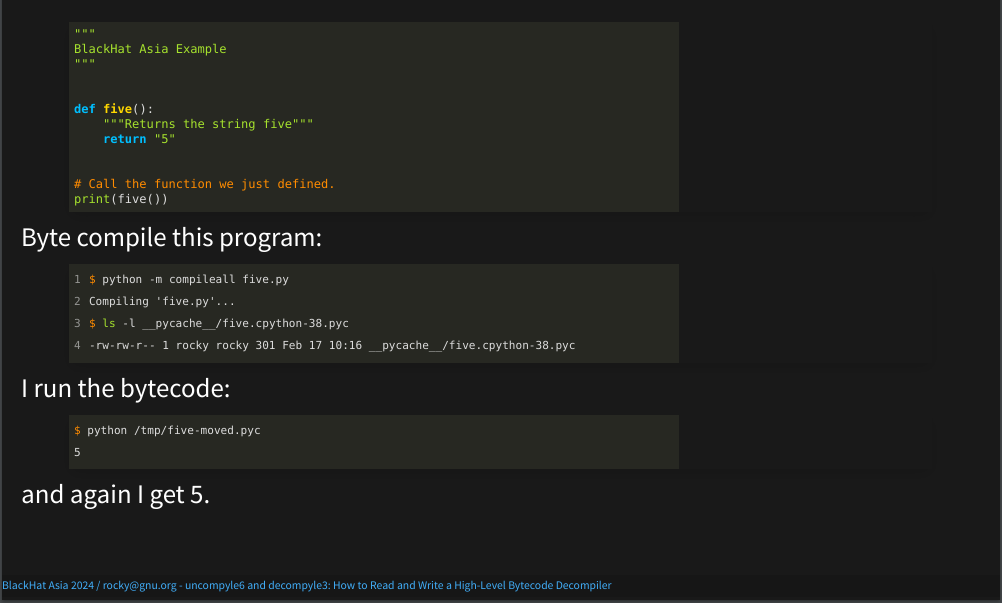 """
BlackHat Asia Example
"""
def five():
    """Returns the string five"""
    return "5"
# Call the function we just defined.
print(five())
Byte compile this program:
1 $ python -m compileall five.py
2 Compiling 'five.py'...
3 $ ls -l __pycache__/five.cpython-38.pyc
4 -rw-rw-r-- 1 rocky rocky 301 Feb 17 10:16 __pycache__/five.cpython-38.pyc
I run the bytecode:
$ python /tmp/five-moved.pyc
5
and again I get 5.
BlackHat Asia 2024 / rocky@gnu.org - uncompyle6 and decompyle3: How to Read and Write a High-Level Bytecode Decompiler